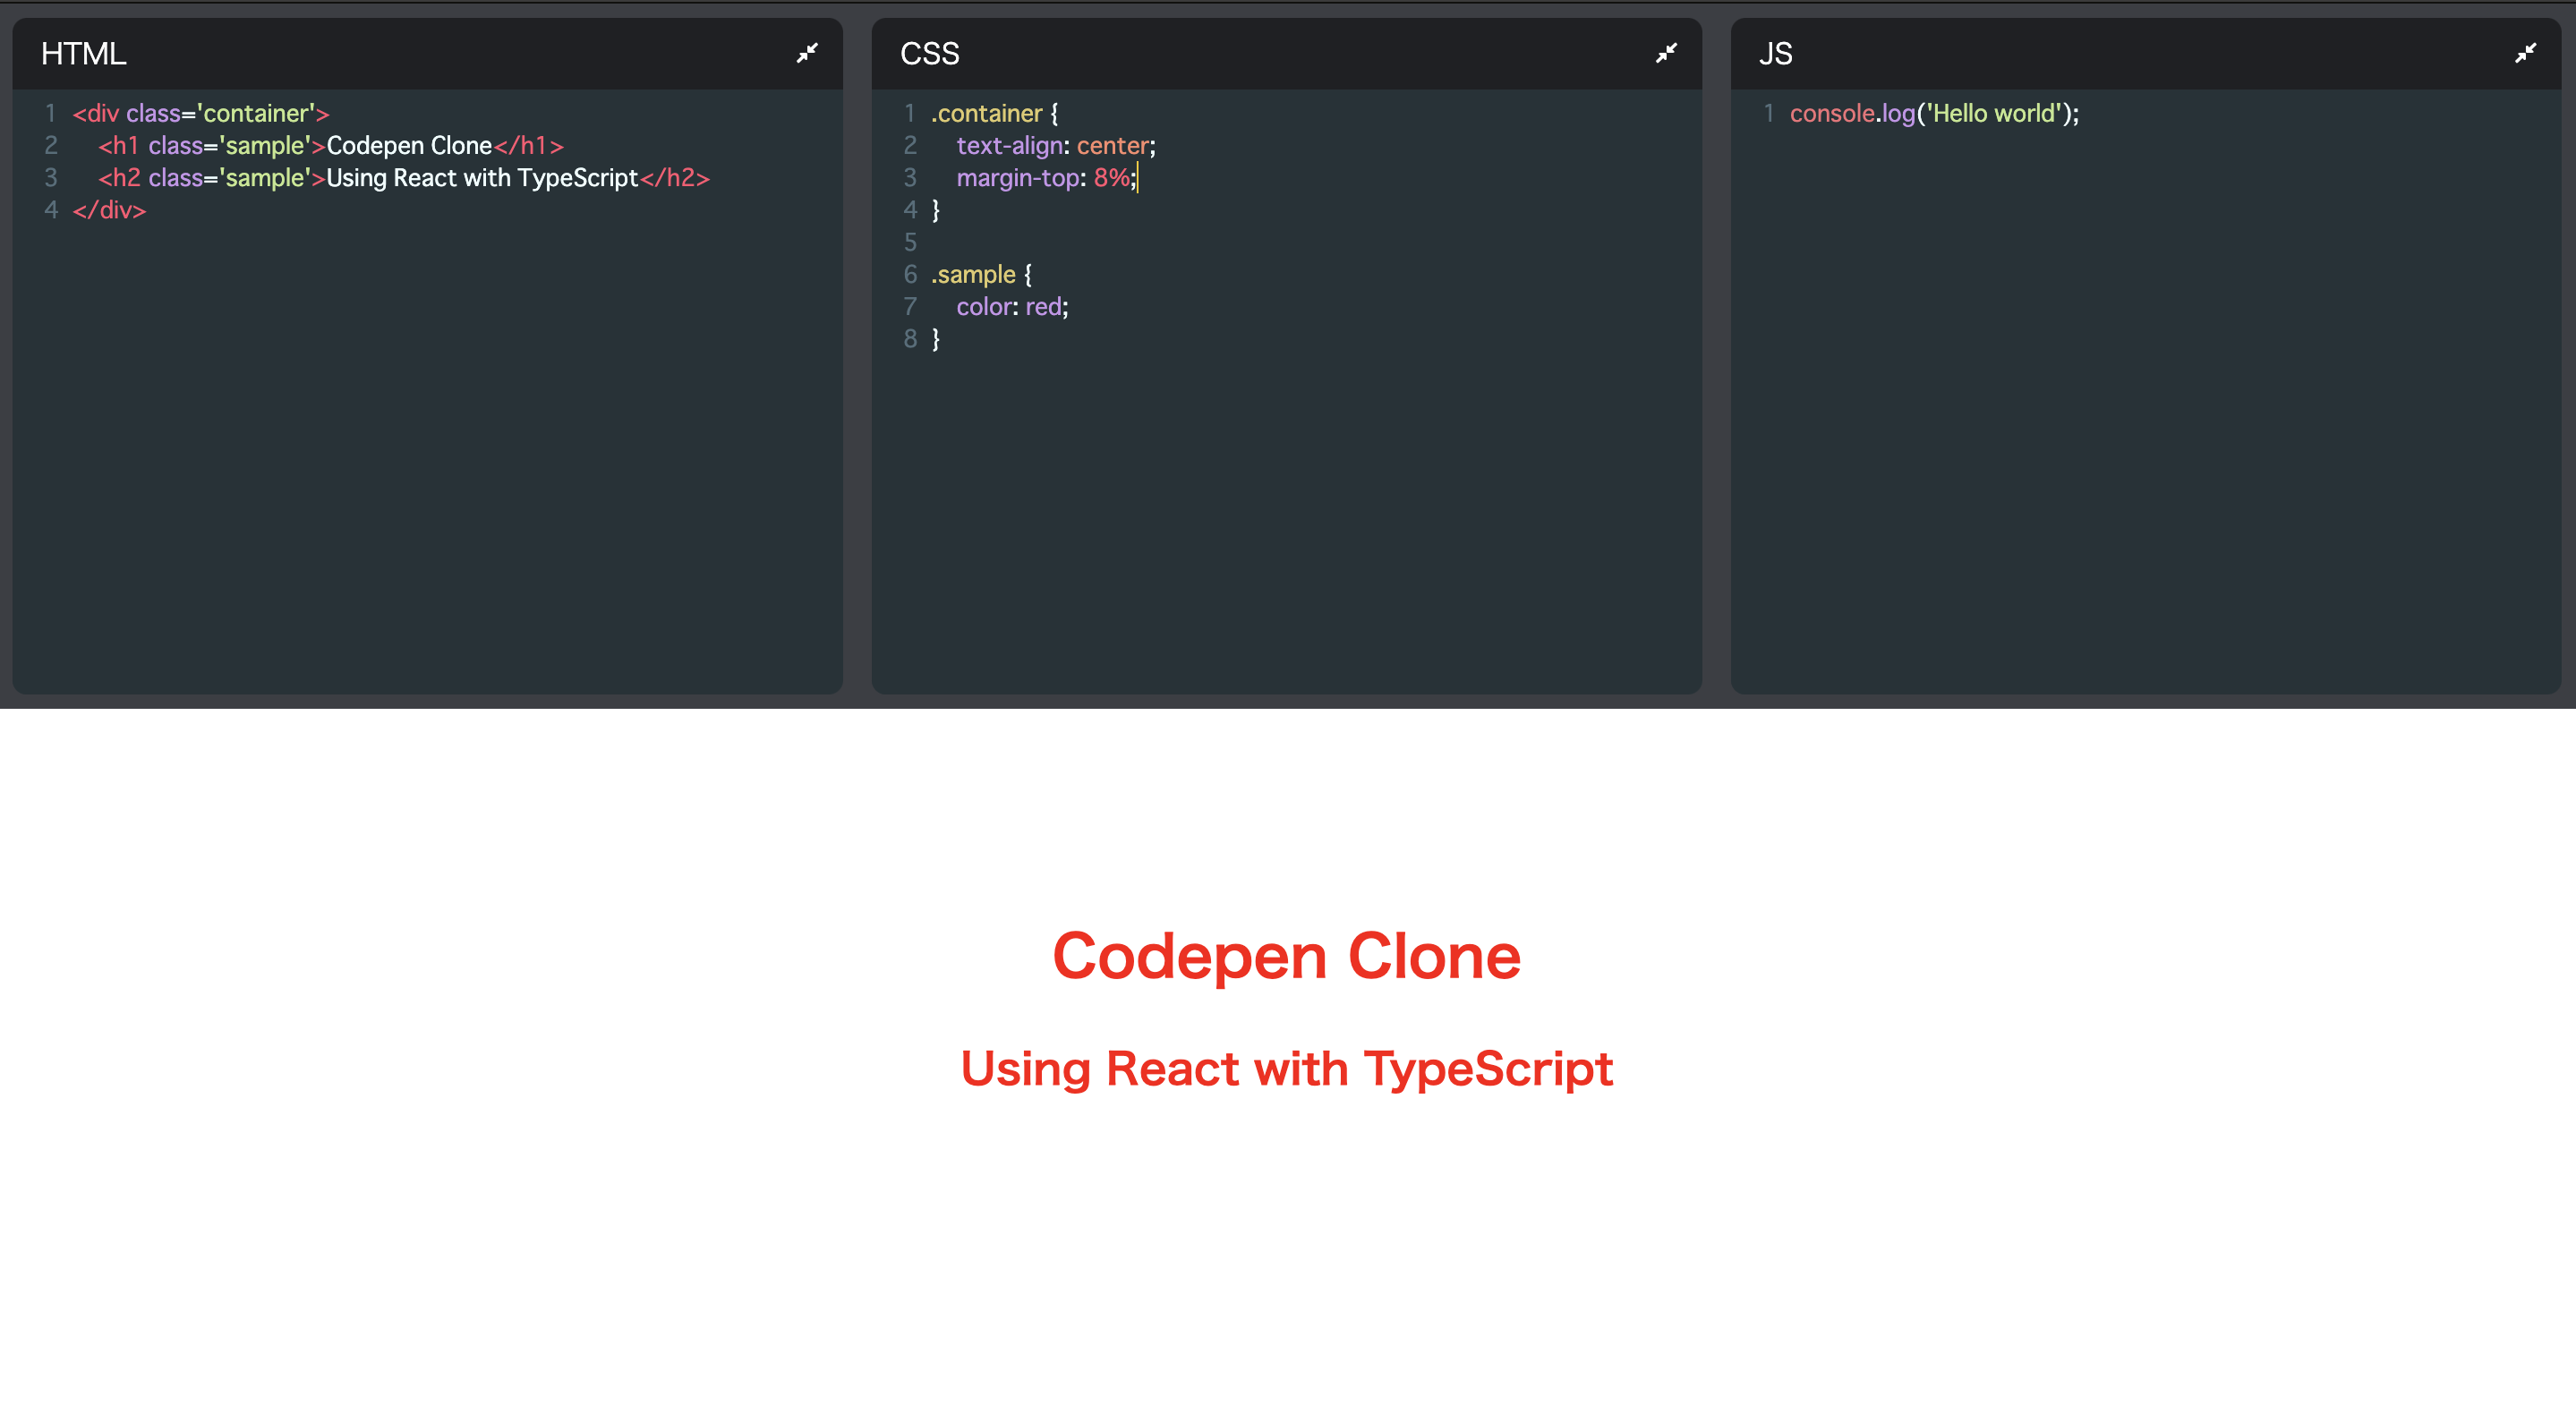 HTML
1 <div class='container'>
2 <h1 class='sample'>Codepen Clone</h1>
3 <h2 class='sample'>Using React with TypeScript</h2>
4 </div>
CSS
1 .container {
2 text-align: center;
3 margin-top: 8%;
4 }
5
6 .sample {
7 color: red;
8 }
JS
1 console.log('Hello world');
Codepen Clone
Using React with TypeScript